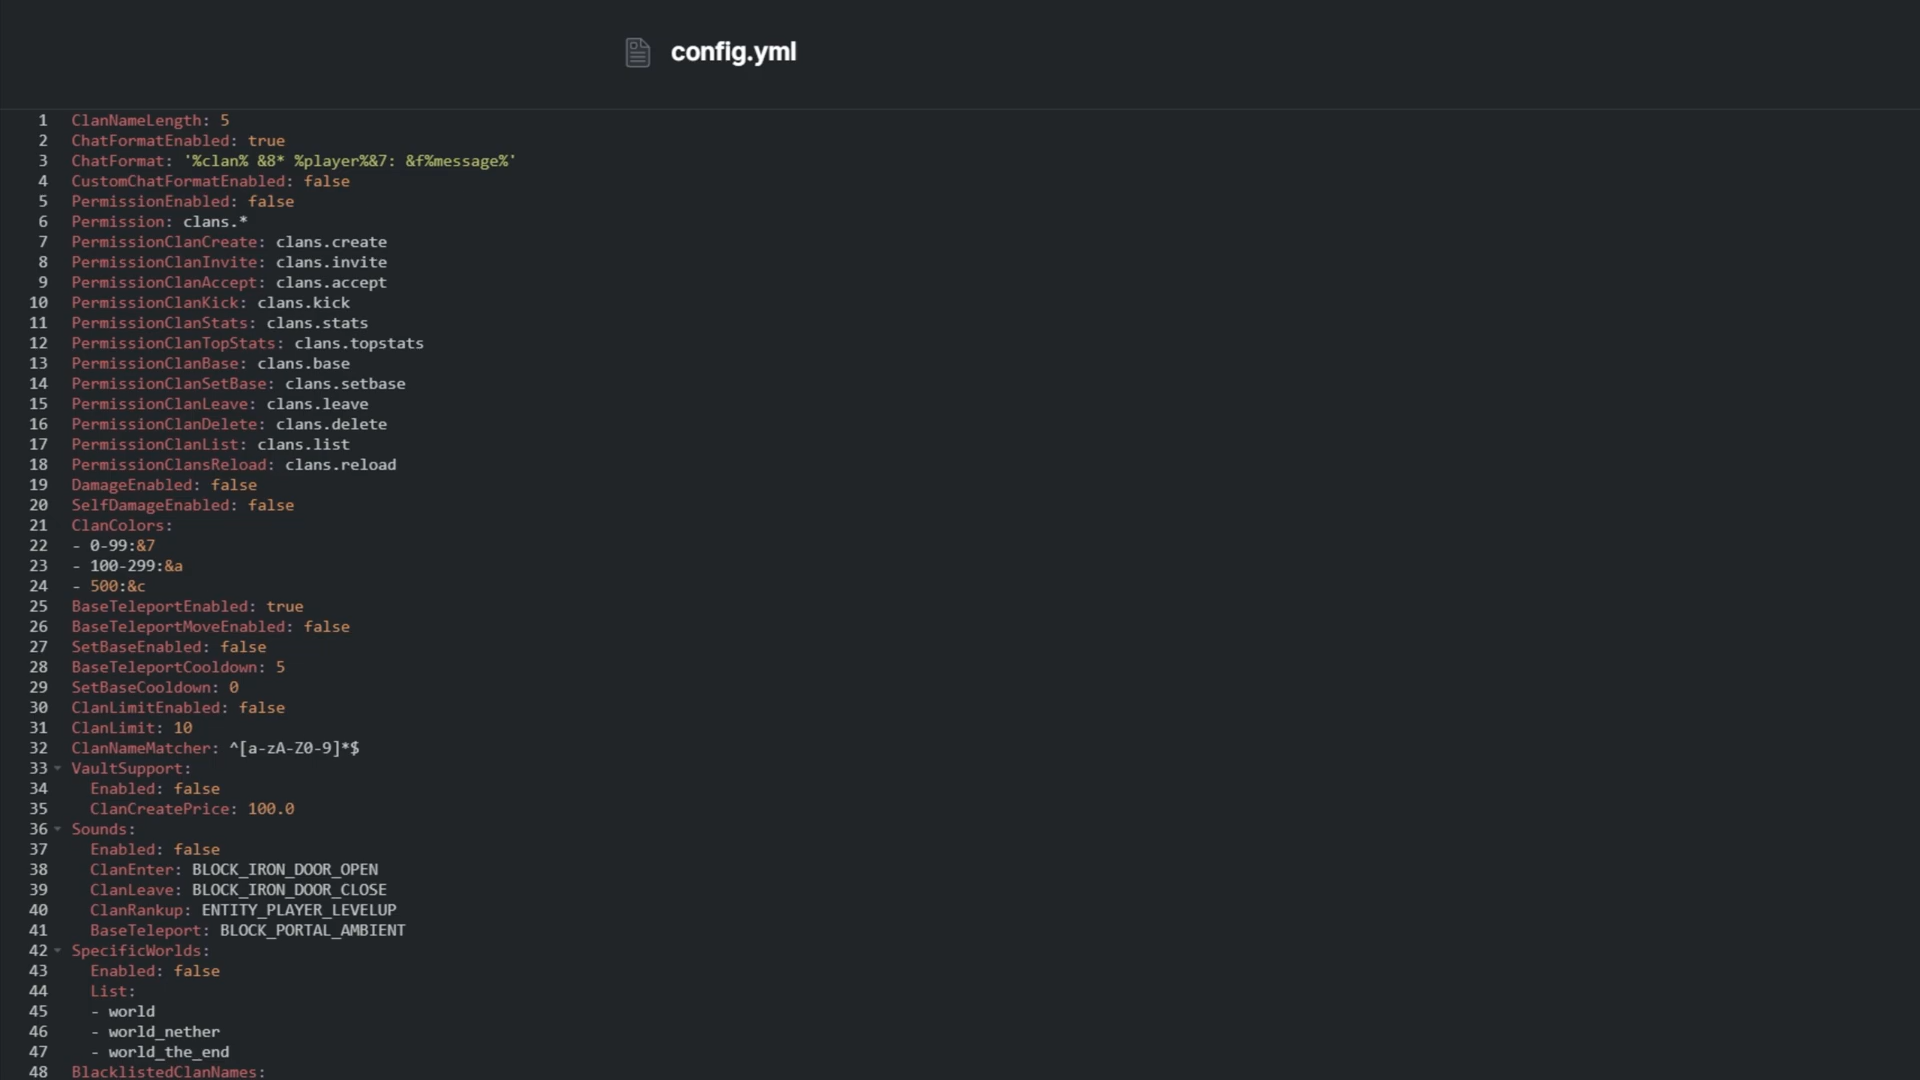 config.yml
1 ClanNameLength: 5
2 ChatFormatEnabled: true
3 ChatFormat: '%clan% &8* %player%&7: &f%message%'
4 CustomChatFormatEnabled: false
5 PermissionEnabled: false
6 Permission: clans.*
7 PermissionClanCreate: clans.create
8 PermissionClanInvite: clans.invite
9 PermissionClanAccept: clans.accept
10 PermissionClanKick: clans.kick
11 PermissionClanStats: clans.stats
12 PermissionClanTopStats: clans.topstats
13 PermissionClanBase: clans.base
14 PermissionClanSetBase: clans.setbase
15 PermissionClanLeave: clans.leave
16 PermissionClanDelete: clans.delete
17 PermissionClanList: clans.list
18 PermissionClansReload: clans.reload
19 DamageEnabled: false
20 SelfDamageEnabled: false
21 ClanColors:
22 - 0-99:&7
23 - 100-299:&a
24 - 500:&c
25 BaseTeleportEnabled: true
26 BaseTeleportMoveEnabled: false
27 SetBaseEnabled: false
28 BaseTeleportCooldown: 5
29 SetBaseCooldown: 0
30 ClanLimitEnabled: false
31 ClanLimit: 10
32 ClanNameMatcher: ^[a-zA-Z0-9]*$
33 VaultSupport:
34 Enabled: false
35 ClanCreatePrice: 100.0
36 Sounds:
37 Enabled: false
38 ClanEnter: BLOCK_IRON_DOOR_OPEN
39 ClanLeave: BLOCK_IRON_DOOR_CLOSE
40 ClanRankup: ENTITY_PLAYER_LEVELUP
41 BaseTeleport: BLOCK_PORTAL_AMBIENT
42 SpecificWorlds:
43 Enabled: false
44 List:
45 - world
46 - world_nether
47 - world_the_end
48 BlacklistedClanNames: